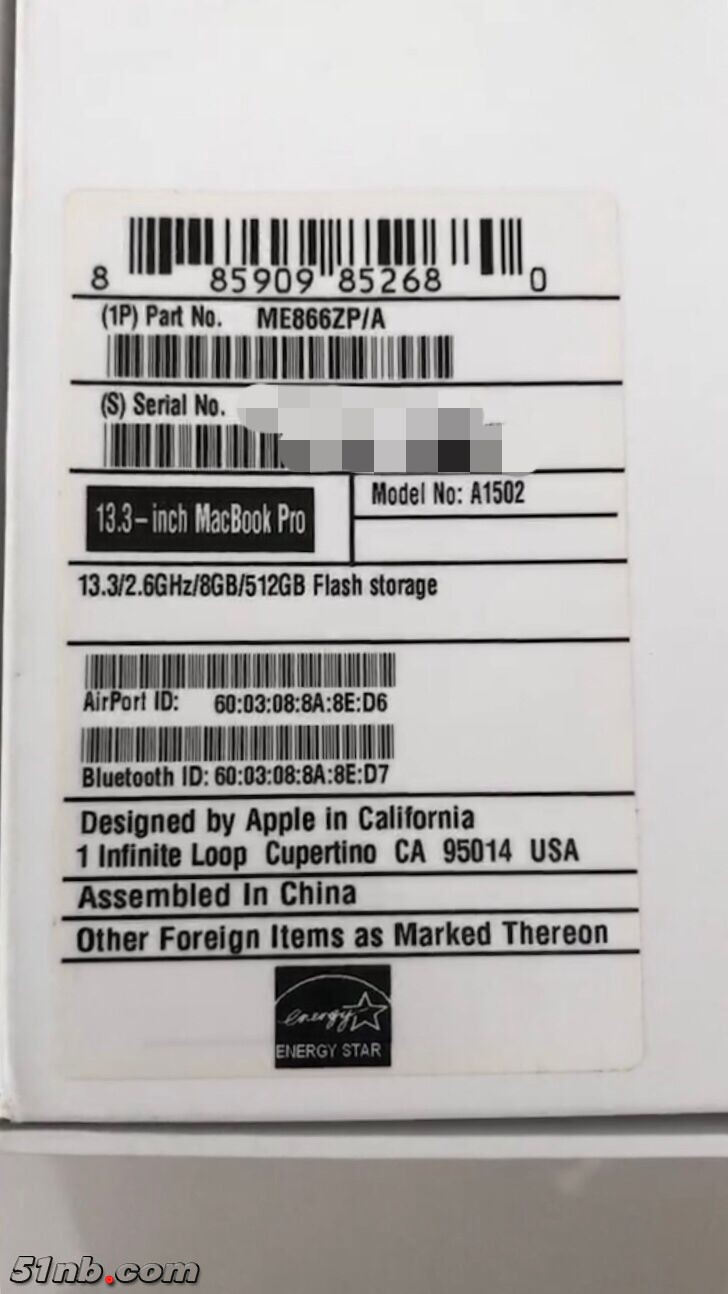 8 85909 85268 0
(1P) Part No. ME866ZP/A
(S) Serial No.
13.3-inch MacBook Pro
Model No: A1502
13.3/2.6GHz/8GB/512GB Flash storage
AirPort ID: 60:03:08:8A:8E:D6
Bluetooth ID: 60:03:08:8A:8E:D7
Designed by Apple in California
1 Infinite Loop Cupertino CA 95014 USA
Assembled In China
Other Foreign Items as Marked Thereon
energy
ENERGY STAR
51nb.com